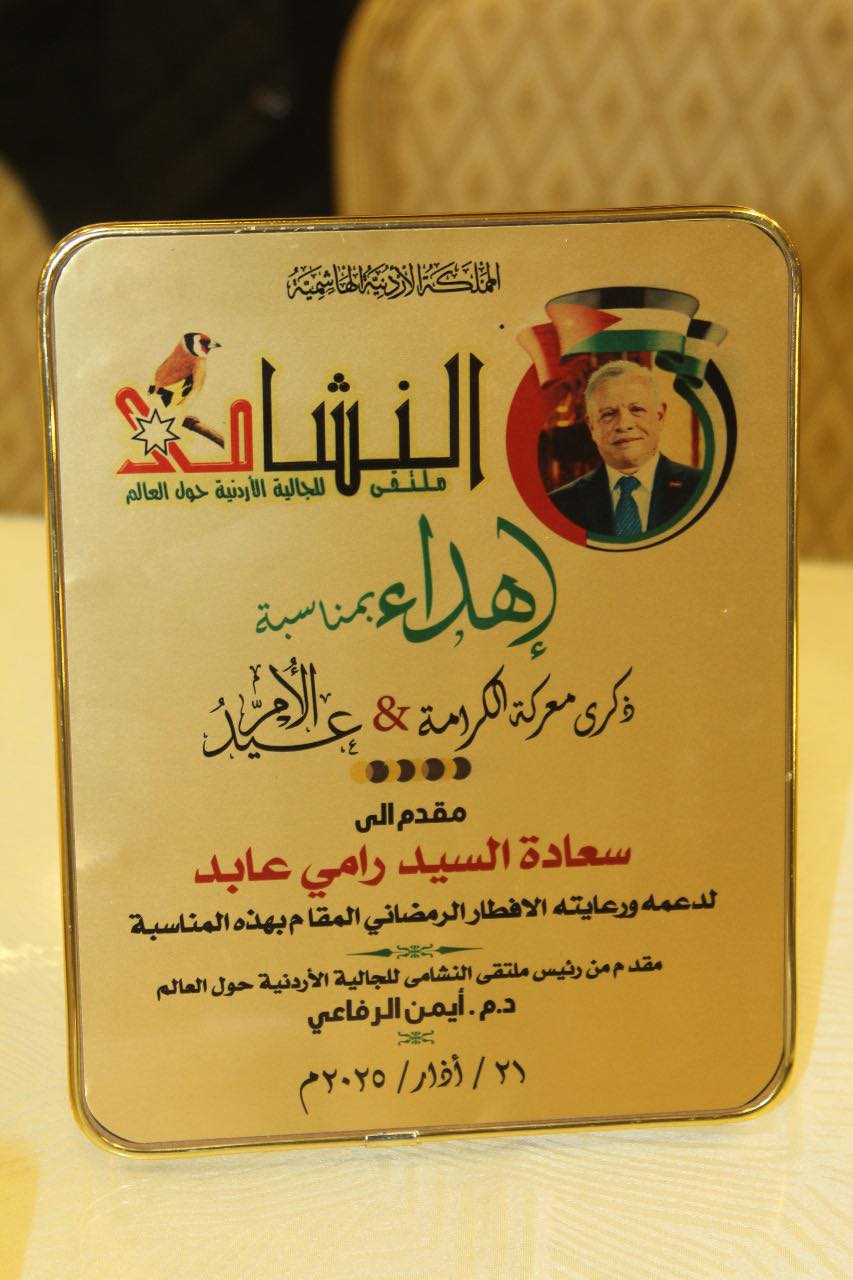 المملكة الأردنية الهاشمية
النشامى
ملتقى للجالية الأردنية حول العالم
إهداء بمناسبة
ذكرى معركة الكرامة & عيد الأم
مقدم الى
سعادة السيد رامي عابد
لدعمه ورعايته الافطار الرمضاني المقام بهذه المناسبة
مقدم من رئيس ملتقى النشامى للجالية الأردنية حول العالم
د.م. أيمن الرفاعي
٢١ / أذار / ٢٠٢٥م